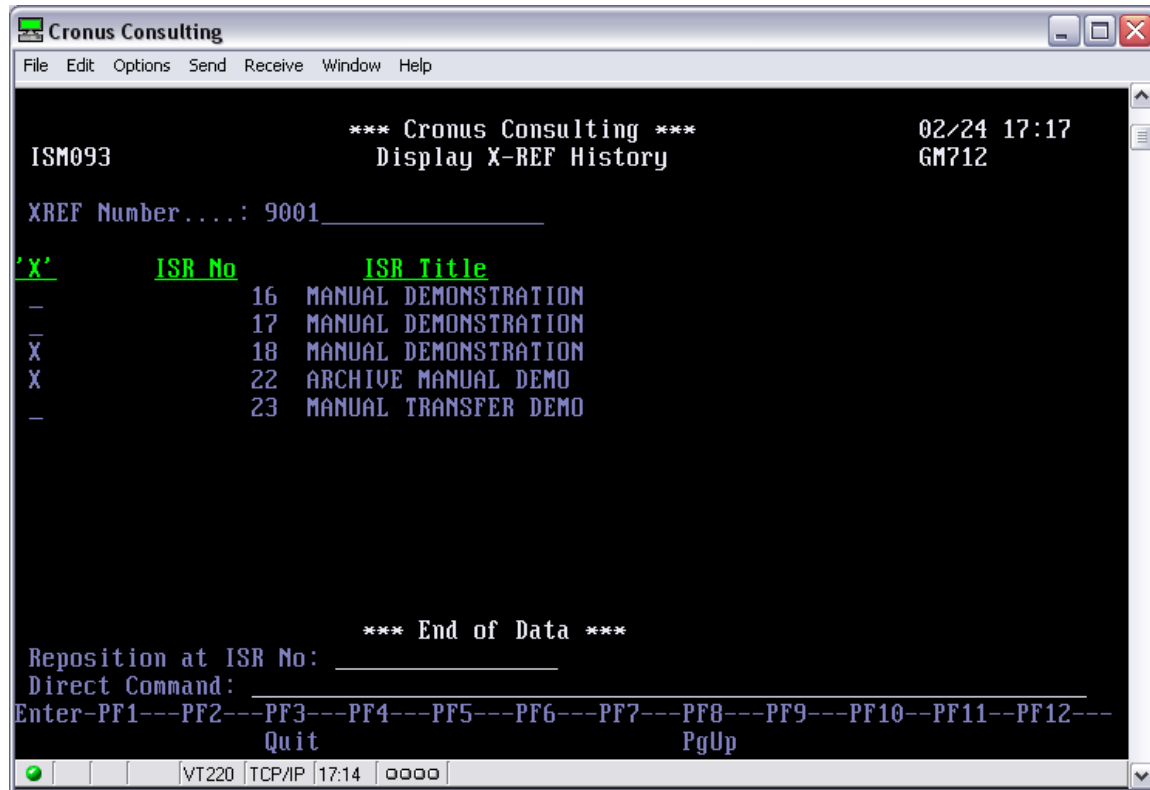 Cronus Consulting
File Edit Options Send Receive Window Help
*** Cronus Consulting *** 02/24 17:17
ISM093 Display X-REF History GM712
XREF Number....: 9001_________________
'X' ISR No ISR Title
_ 16 MANUAL DEMONSTRATION
_ 17 MANUAL DEMONSTRATION
X 18 MANUAL DEMONSTRATION
X 22 ARCHIVE MANUAL DEMO
_ 23 MANUAL TRANSFER DEMO
*** End of Data ***
Reposition at ISR No: _________________
Direct Command: ________________________________________________________________
Enter-PF1---PF2---PF3---PF4---PF5---PF6---PF7---PF8---PF9---PF10--PF11--PF12---
Quit PgUp
VT220 TCP/IP 17:14